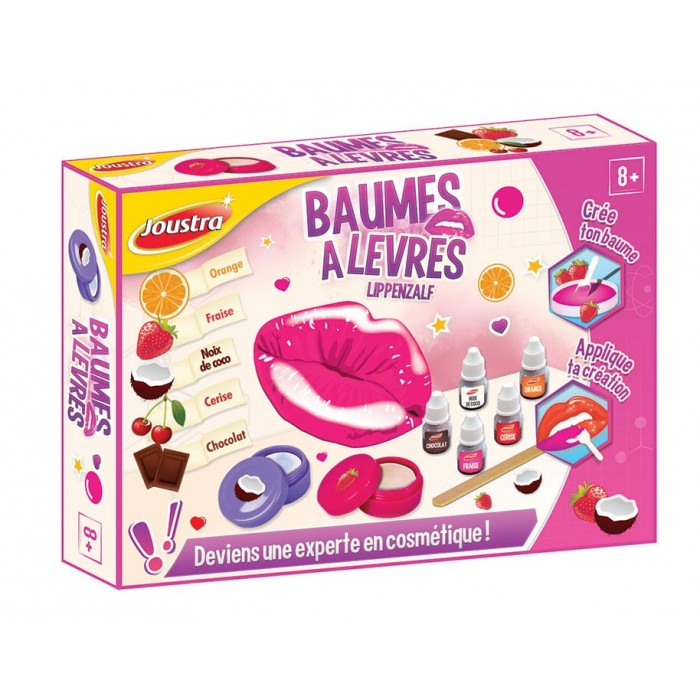 BAUMES
A LEVRES
8+
Joustra
8+
BAUMES
A LEVRES
LIPPENZALF
Crée
ton baume
Orange
Fraise
Noix
de coco
Cerise
Chocolat
Applique
ta création
NOIX
DE COCO
ORANGE
CHOCOLAT
CERISE
FRAISE
Deviens une experte en cosmétique !
Joustra
BAUMES
A LEVRES
8+